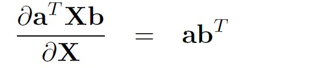 ∂a^T Xb / ∂X = ab^T